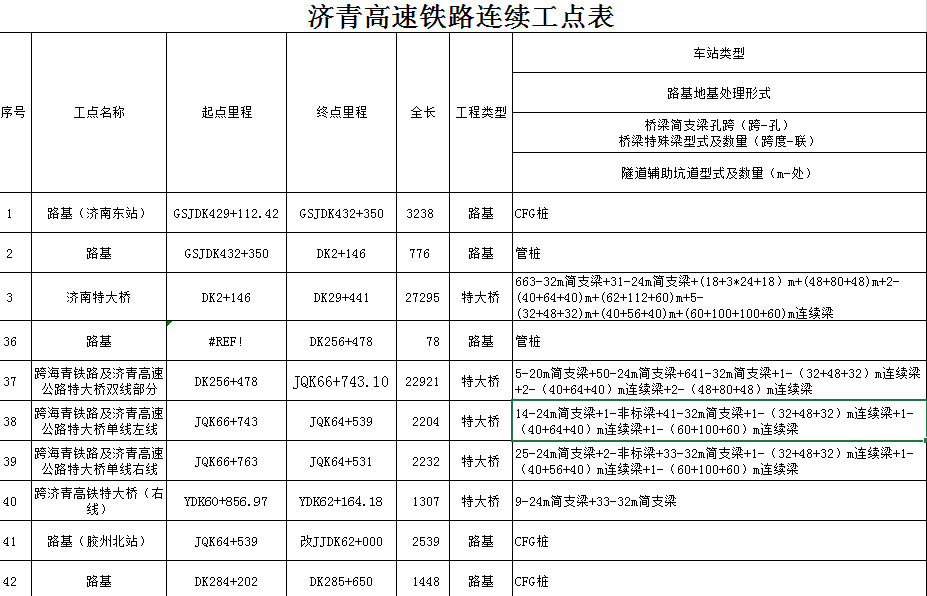 济青高速铁路连续工点表
序号
工点名称
起点里程
终点里程
全长
工程类型
车站类型
路基地基处理形式
桥梁简支梁孔跨（跨-孔）
桥梁特殊梁型式及数量（跨度-联）
隧道辅助坑道型式及数量（m-处）
1
路基（济南东站）
GSJDK429+112.42
GSJDK432+350
3238
路基
CFG桩
2
路基
GSJDK432+350
DK2+146
776
路基
管桩
3
济南特大桥
DK2+146
DK29+441
27295
特大桥
663-32m简支梁+31-24m简支梁+(18+3*24+18）m+(48+80+48)m+2-
(40+64+40)m+(62+112+60)m+5-
(32+48+32)m+(40+56+40)m+(60+100+100+60)m连续梁
36
路基
#REF!
DK256+478
78
路基
管桩
37
跨海青铁路及济青高速
公路特大桥双线部分
DK256+478
JQK66+743.10
22921
特大桥
5-20m简支梁+50-24m简支梁+641-32m简支梁+1-（32+48+32）m连续梁
+2-（40+64+40）m连续梁+2-（48+80+48）m连续梁
38
跨海青铁路及济青高速
公路特大桥单线左线
JQK66+743
JQK64+539
2204
特大桥
14-24m简支梁+1-非标梁+41-32m简支梁+1-（32+48+32）m连续梁+1-
（40+64+40）m连续梁+1-（60+100+60）m连续梁
39
跨海青铁路及济青高速
公路特大桥单线右线
JQK66+763
JQK64+531
2232
特大桥
25-24m简支梁+2-非标梁+33-32m简支梁+1-（32+48+32）m连续梁+1-
（40+56+40）m连续梁+1-（60+100+60）m连续梁
40
跨济青高铁特大桥（右
线）
YDK60+856.97
YDK62+164.18
1307
特大桥
9-24m简支梁+33-32m简支梁
41
路基（胶州北站）
JQK64+539
改JJDK62+000
2539
路基
CFG桩
42
路基
DK284+202
DK285+650
1448
路基
CFG桩